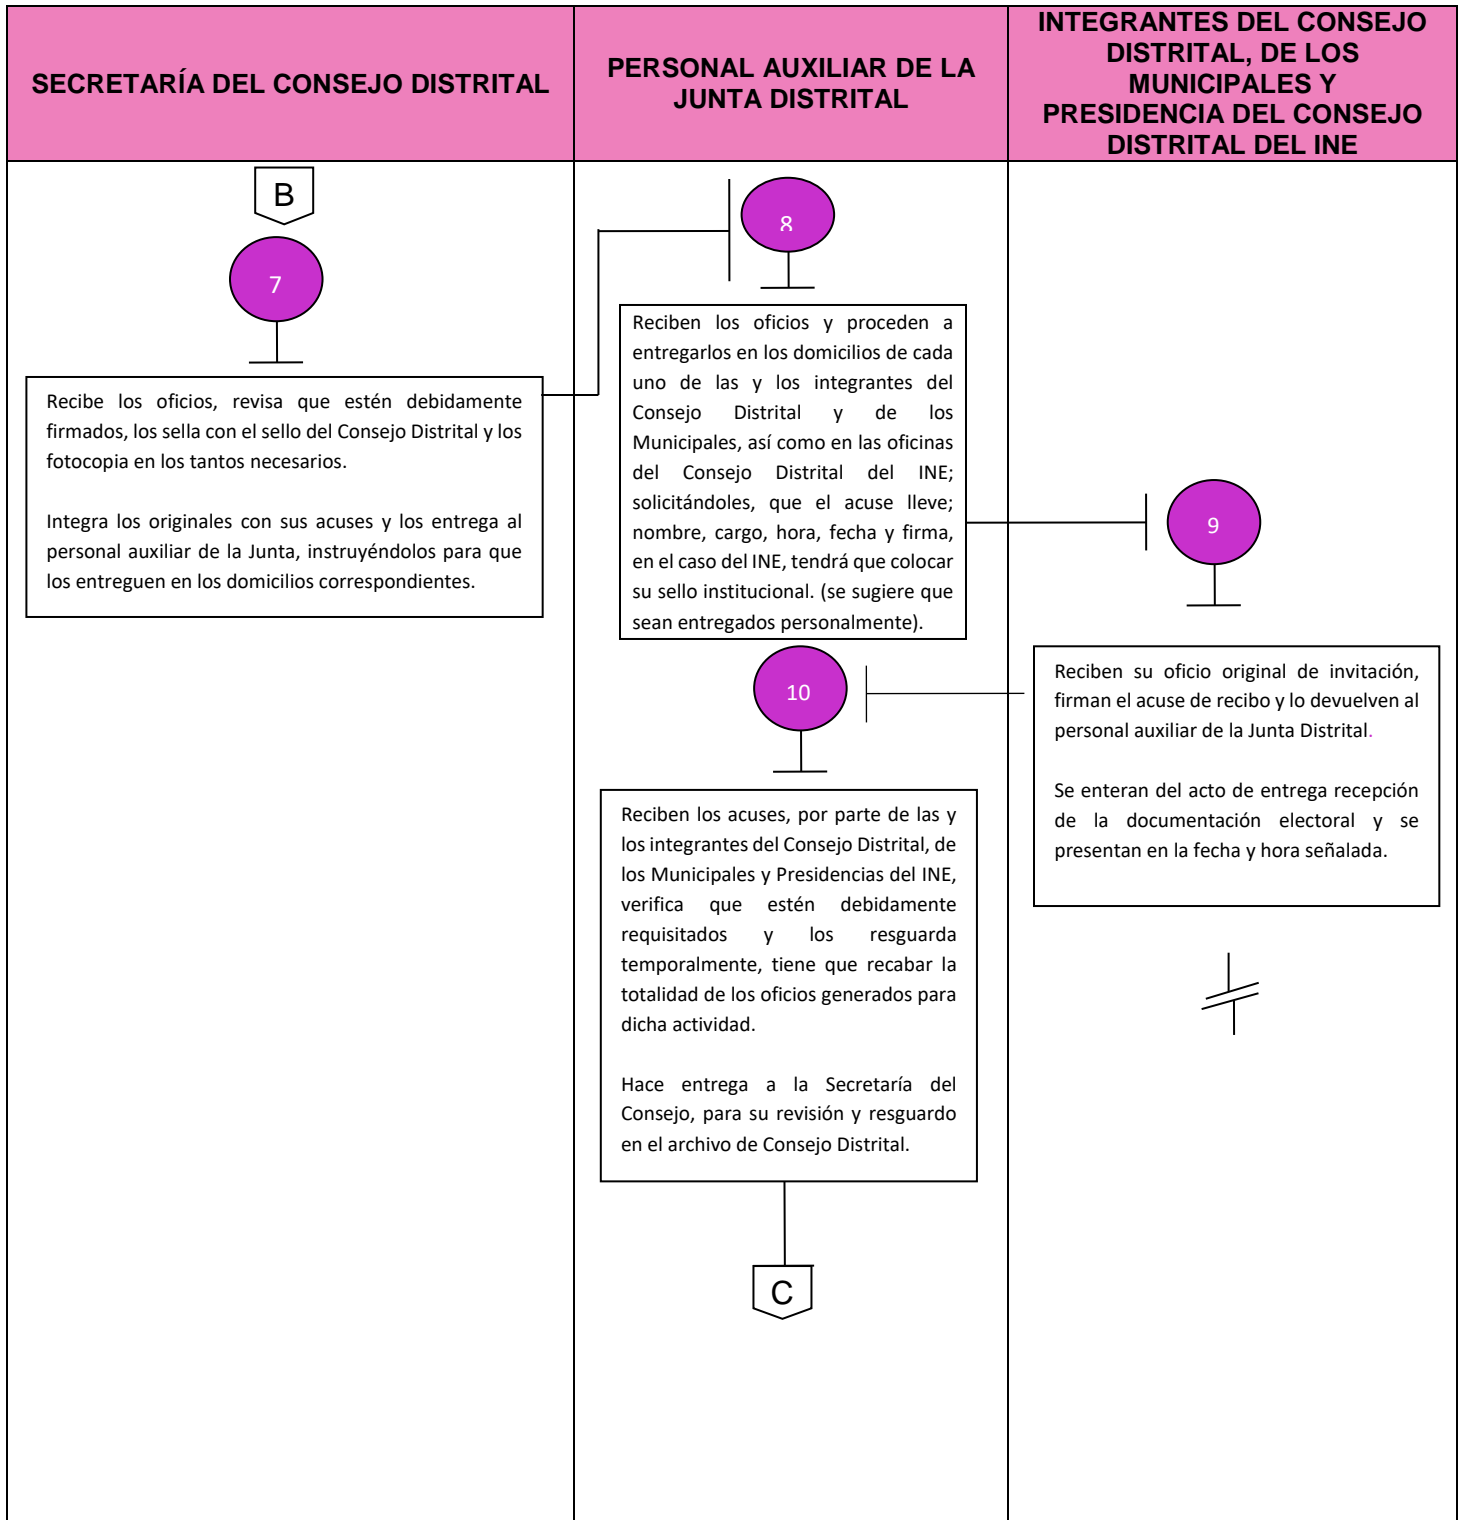 SECRETARÍA DEL CONSEJO DISTRITAL
PERSONAL AUXILIAR DE LA
JUNTA DISTRITAL
INTEGRANTES DEL CONSEJO
DISTRITAL, DE LOS
MUNICIPALES Y
PRESIDENCIA DEL CONSEJO
DISTRITAL DEL INE
B
7
Recibe los oficios, revisa que estén debidamente
firmados, los sella con el sello del Consejo Distrital y los
fotocopia en los tantos necesarios.
Integra los originales con sus acuses y los entrega al
personal auxiliar de la Junta, instruyéndolos para que
los entreguen en los domicilios correspondientes.
8
Reciben los oficios y proceden a
entregarlos en los domicilios de cada
uno de las y los integrantes del
Consejo Distrital y de los
Municipales, así como en las oficinas
del Consejo Distrital del INE;
solicitándoles, que el acuse lleve;
nombre, cargo, hora, fecha y firma,
en el caso del INE, tendrá que colocar
su sello institucional. (se sugiere que
sean entregados personalmente).
9
Reciben su oficio original de invitación,
firman el acuse de recibo y lo devuelven al
personal auxiliar de la Junta Distrital.
Se enteran del acto de entrega recepción
de la documentación electoral y se
presentan en la fecha y hora señalada.
10
Reciben los acuses, por parte de las y
los integrantes del Consejo Distrital, de
los Municipales y Presidencias del INE,
verifica que estén debidamente
requisitados y los resguarda
temporalmente, tiene que recabar la
totalidad de los oficios generados para
dicha actividad.
Hace entrega a la Secretaría del
Consejo, para su revisión y resguardo
en el archivo de Consejo Distrital.
C